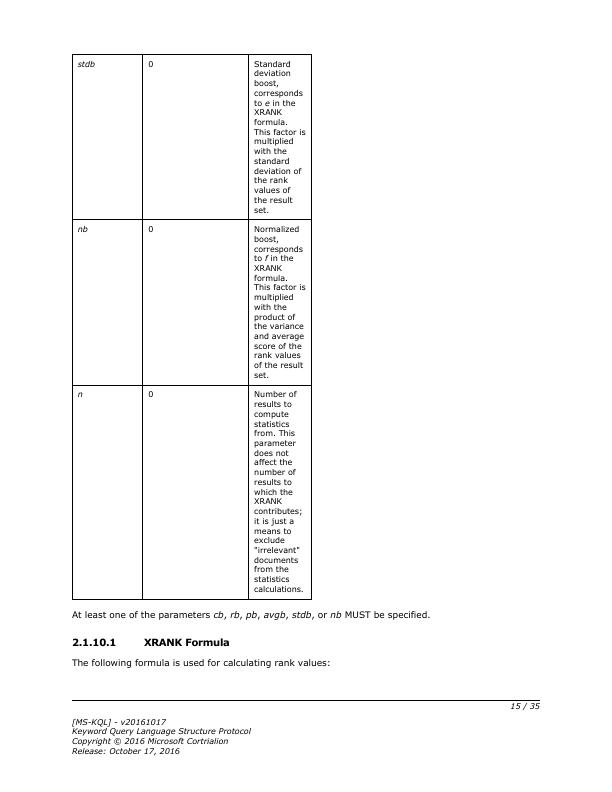 stdb 0 Standard
deviation
boost,
corresponds
to e in the
XRANK
formula.
This factor is
multiplied
with the
standard
deviation of
the rank
values of
the result
set.
nb 0 Normalized
boost,
corresponds
to f in the
XRANK
formula.
This factor is
multiplied
with the
product of
the variance
and average
score of the
rank values
of the result
set.
n 0 Number of
results to
compute
statistics
from. This
parameter
does not
affect the
number of
results to
which the
XRANK
contributes;
it is just a
means to
exclude
"irrelevant"
documents
from the
statistics
calculations.
At least one of the parameters cb, rb, pb, avgb, stdb, or nb MUST be specified.
2.1.10.1 XRANK Formula
The following formula is used for calculating rank values:
15 / 35
[MS-KQL] - v20161017
Keyword Query Language Structure Protocol
Copyright © 2016 Microsoft Cortrialion
Release: October 17, 2016